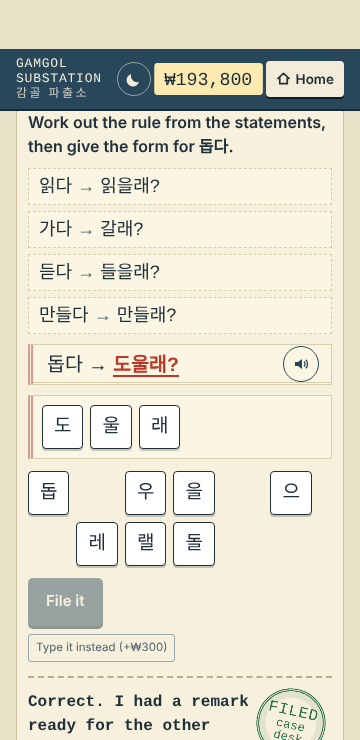 GAMGOL
SUBSTATION
감골 파출소
₩193,800
Home
Work out the rule from the statements,
then give the form for 돕다.
읽다 → 읽을래?
가다 → 갈래?
듣다 → 들을래?
만들다 → 만들래?
돕다 → 도울래?
도 울 래
돕 우 을 으
레 랠 돌
File it
Type it instead (+₩300)
Correct. I had a remark
ready for the other
FILED
case
desk